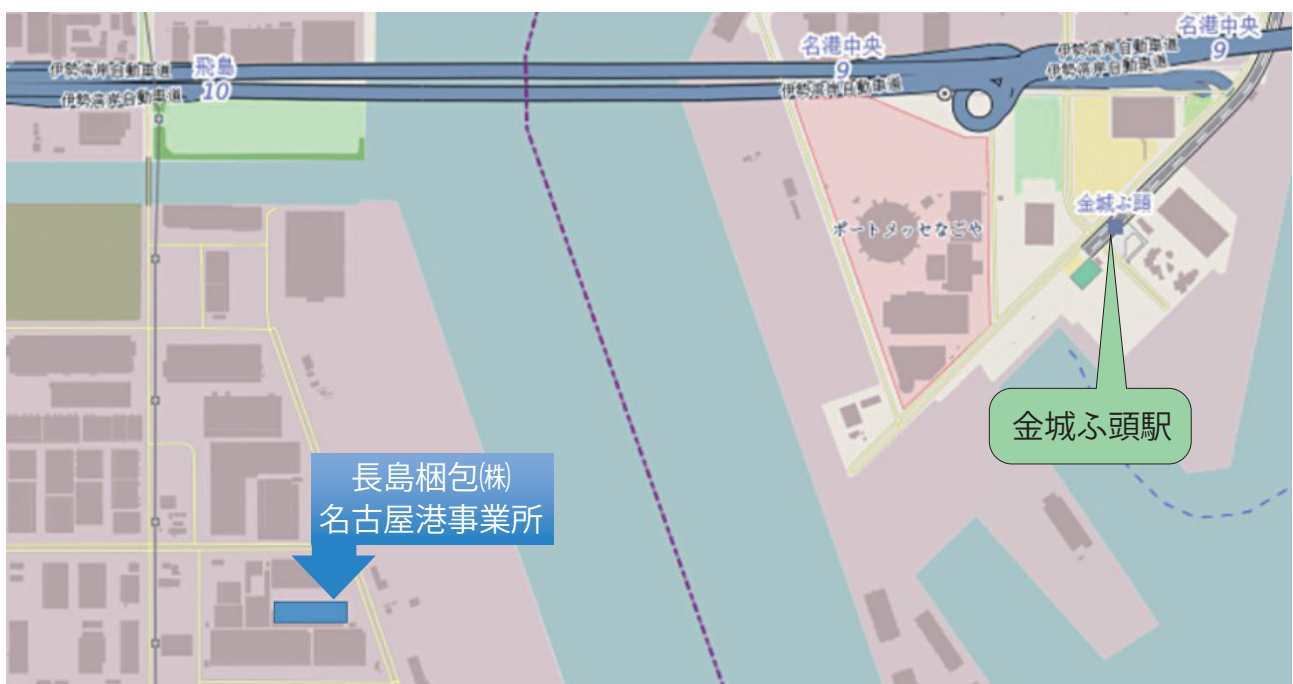 名港中央
9
名港中央
9
伊勢湾岸自動車道
飛島
10
伊勢湾岸自動車道
伊勢湾岸自動車道
伊勢湾岸自動車道
伊勢湾岸自動車道
金城ふ頭
ポートメッセなごや
金城ふ頭駅
長島梱包㈱
名古屋港事業所